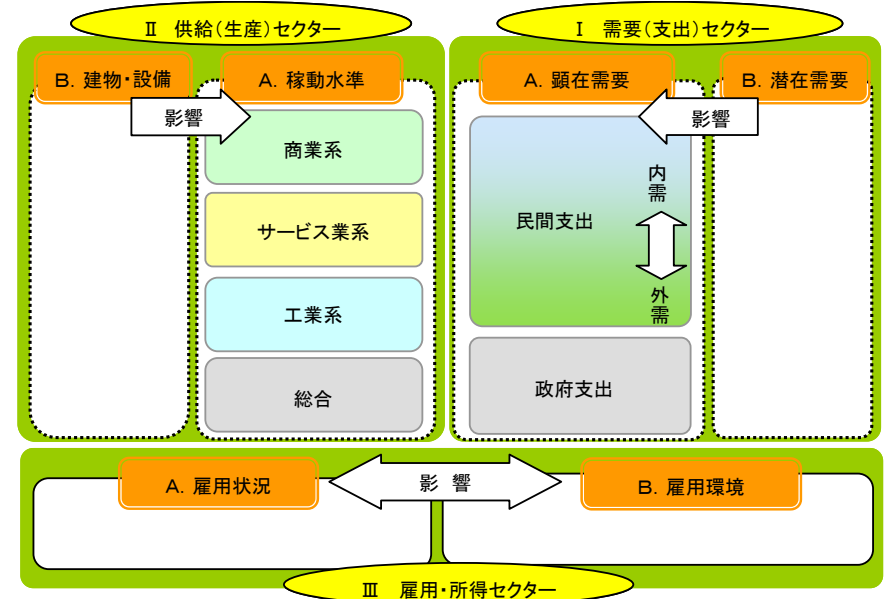 Ⅱ 供給(生産)セクター
Ⅰ 需要(支出)セクター
B. 建物・設備
A. 稼動水準
A. 顕在需要
B. 潜在需要
影響
影響
商業系
サービス業系
工業系
総合
民間支出
内需
外需
政府支出
A. 雇用状況
影 響
B. 雇用環境
Ⅲ 雇用・所得セクター